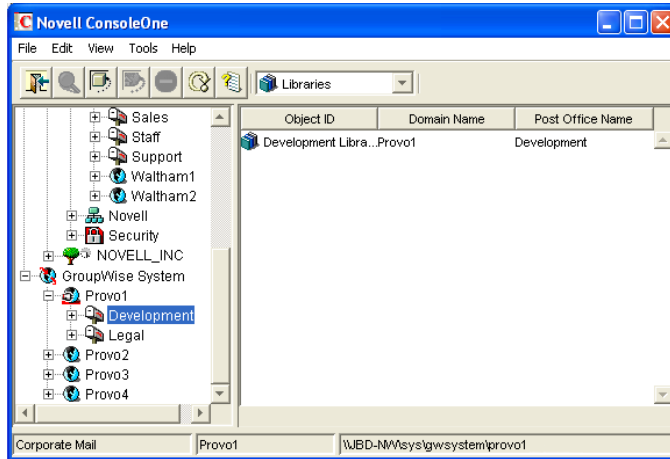 Novell ConsoleOne
File Edit View Tools Help
Libraries
Sales
Staff
Support
Waltham1
Waltham2
Novell
Security
NOVELL_INC
GroupWise System
Provo1
Development
Legal
Provo2
Provo3
Provo4
Object ID Domain Name Post Office Name
Development Libra...Provo1 Development
Corporate Mail Provo1 \\JBD-NW\sys\gwsystem\provo1